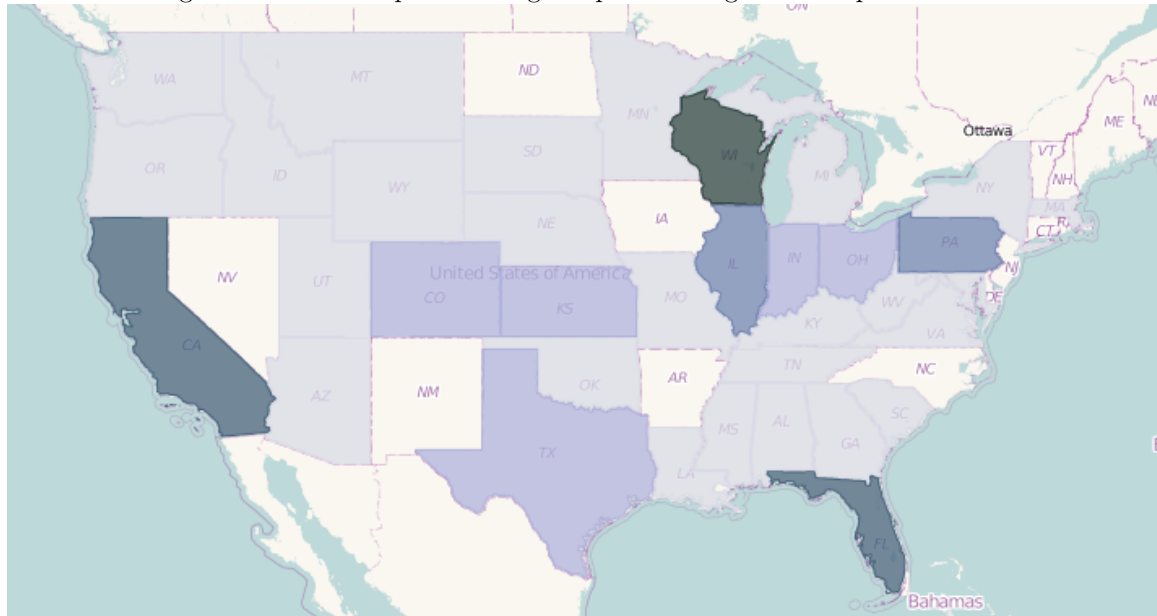 ON
WA
MT
ND
MN
ME
Ottawa
VT
NH
OR
ID
SD
WI
MI
NY
MA
WY
IA
CT
NE
PA
NJ
NV
UT
United States of America
CO
KS
MO
IL
IN
OH
WV
DE
KY
VA
CA
AZ
NM
OK
AR
TN
NC
MS
AL
GA
SC
TX
LA
FL
Bahamas